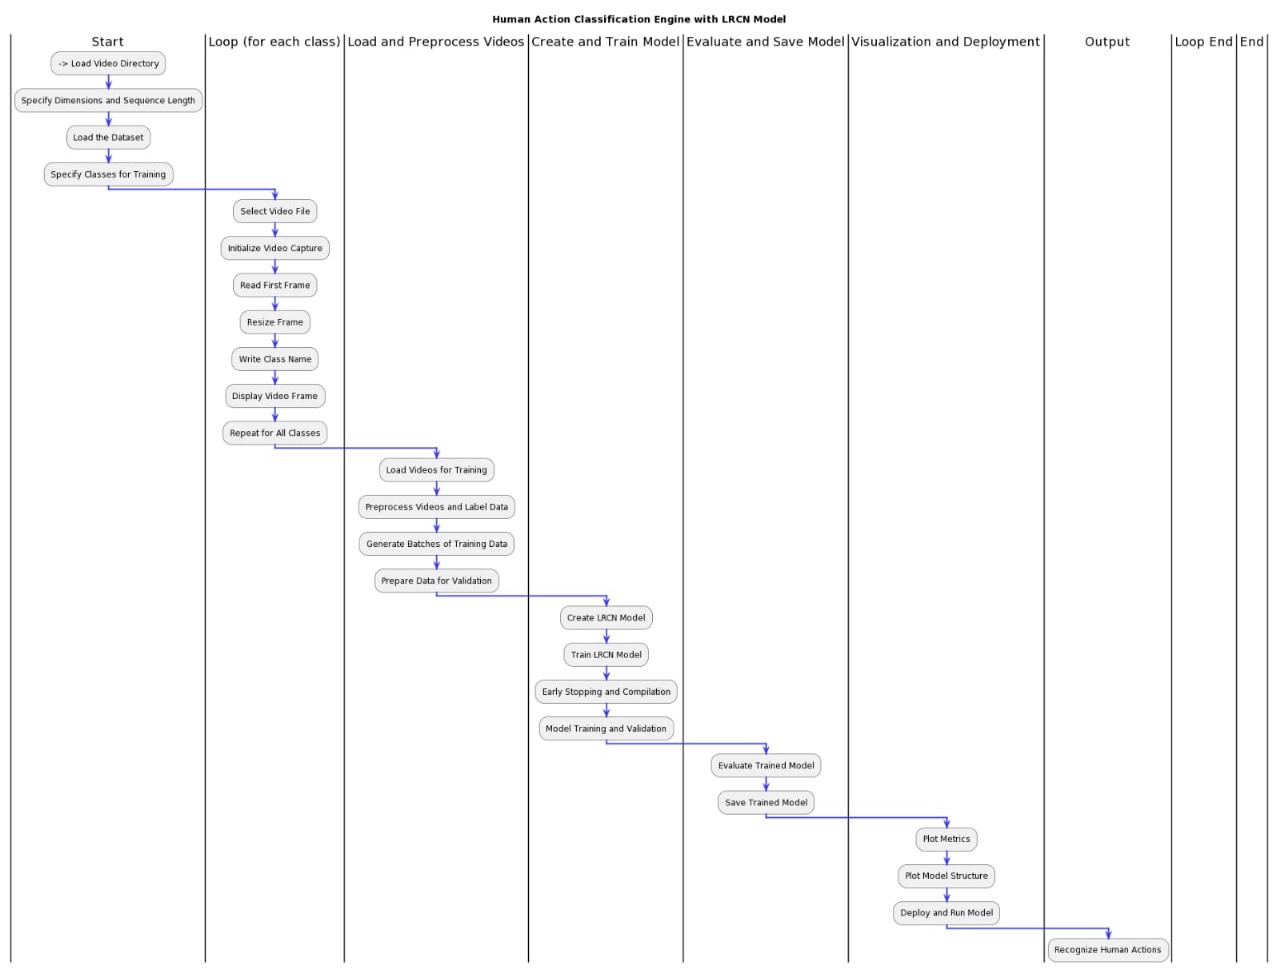 Human Action Classification Engine with LRCN Model
Start
Loop (for each class)
Load and Preprocess Videos
Create and Train Model
Evaluate and Save Model
Visualization and Deployment
Output
Loop End
End
-> Load Video Directory
Specify Dimensions and Sequence Length
Load the Dataset
Specify Classes for Training
Select Video File
Initialize Video Capture
Read First Frame
Resize Frame
Write Class Name
Display Video Frame
Repeat for All Classes
Load Videos for Training
Preprocess Videos and Label Data
Generate Batches of Training Data
Prepare Data for Validation
Create LRCN Model
Train LRCN Model
Early Stopping and Compilation
Model Training and Validation
Evaluate Trained Model
Save Trained Model
Plot Metrics
Plot Model Structure
Deploy and Run Model
Recognize Human Actions